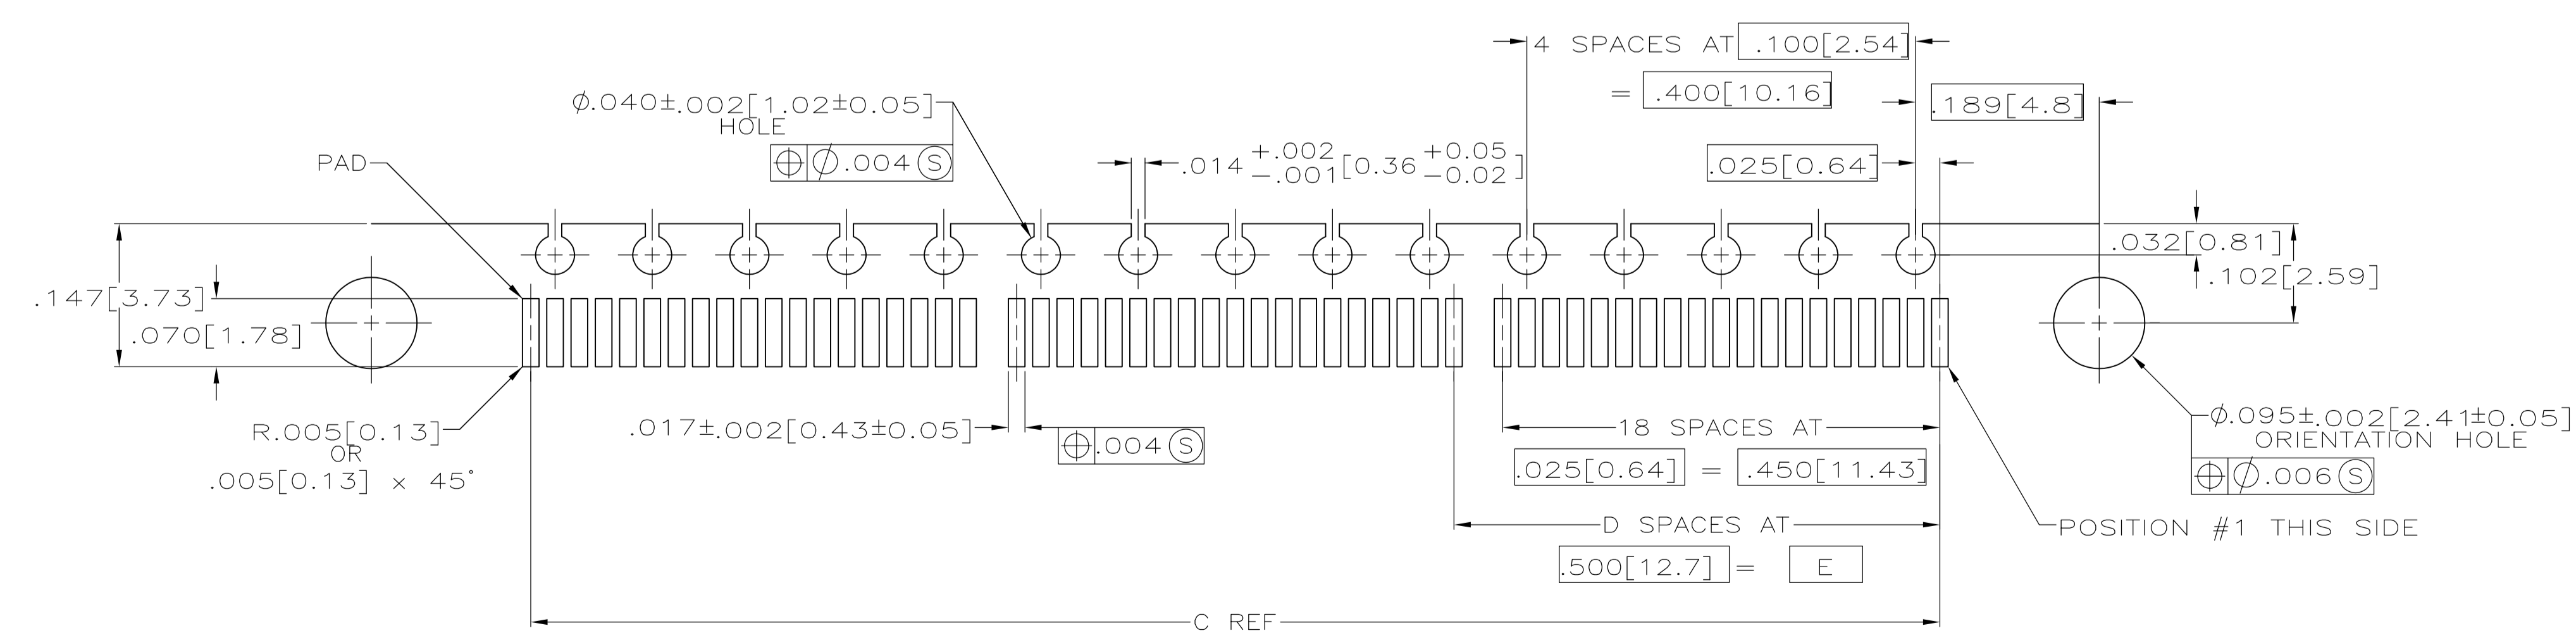 4 SPACES AT .100[2.54]
= .400[10.16]
.189[4.8]
⌀.040±.002[1.02±0.05]
HOLE
⌖ ⌀.004 Ⓢ
.014 +.002 -.001 [0.36 +0.05 -0.02]
.025[0.64]
PAD
.032[0.81]
.102[2.59]
.147[3.73]
.070[1.78]
R.005[0.13]
OR
.005[0.13] × 45°
.017±.002[0.43±0.05]
⌖ .004 Ⓢ
18 SPACES AT
.025[0.64] = .450[11.43]
D SPACES AT
.500[12.7] = E
C REF
⌀.095±.002[2.41±0.05]
ORIENTATION HOLE
⌖ ⌀.006 Ⓢ
POSITION #1 THIS SIDE